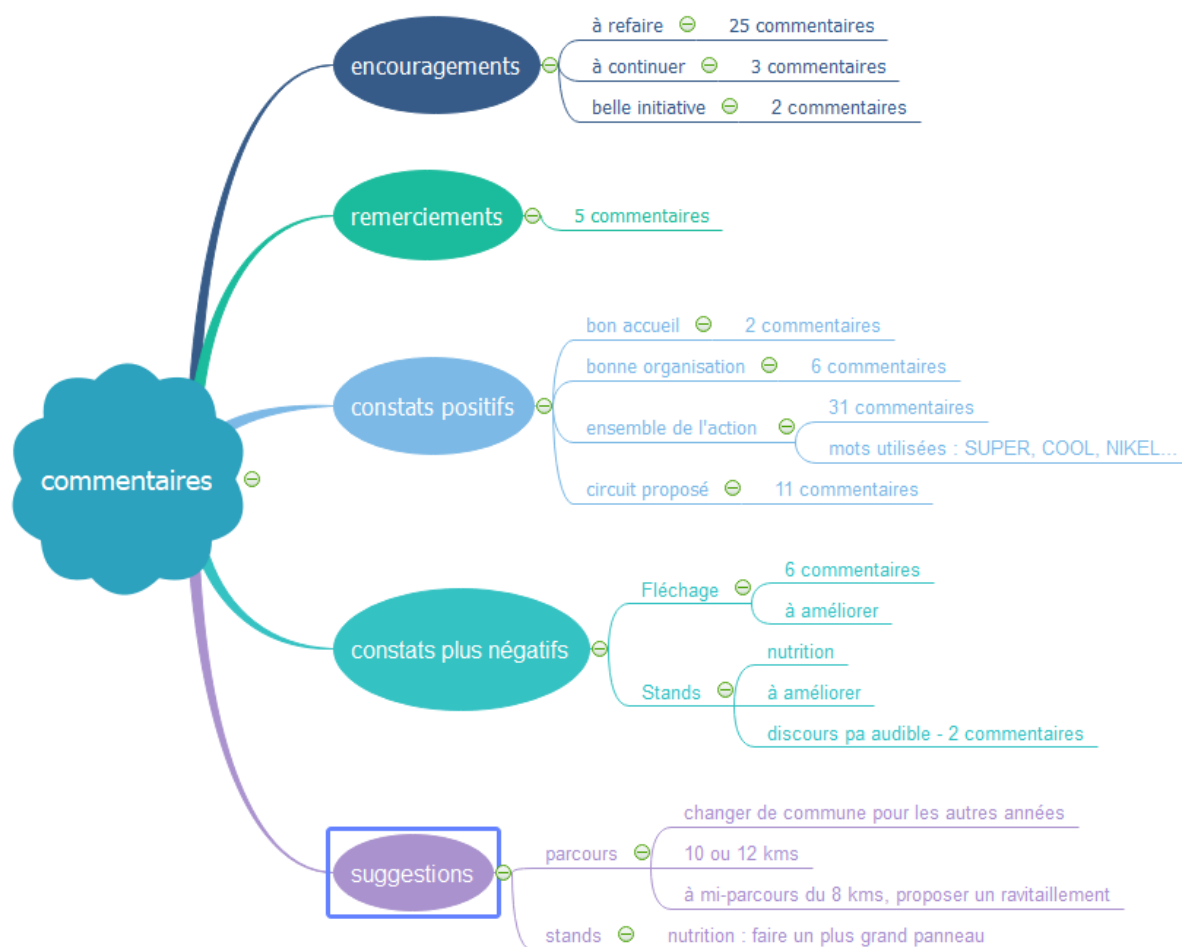 commentaires
encouragements
à refaire
25 commentaires
à continuer
3 commentaires
belle initiative
2 commentaires
remerciements
5 commentaires
constats positifs
bon accueil
2 commentaires
bonne organisation
6 commentaires
ensemble de l'action
31 commentaires
mots utilisées : SUPER, COOL, NIKEL...
circuit proposé
11 commentaires
constats plus négatifs
Fléchage
6 commentaires
à améliorer
Stands
nutrition
à améliorer
discours pa audible - 2 commentaires
suggestions
parcours
changer de commune pour les autres années
10 ou 12 kms
à mi-parcours du 8 kms, proposer un ravitaillement
stands
nutrition : faire un plus grand panneau